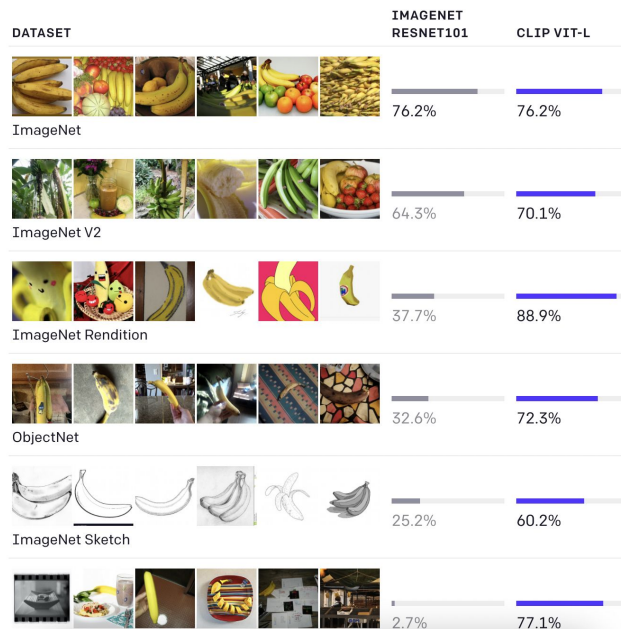 DATASET
IMAGENET
RESNET101
CLIP VIT-L
76.2%
76.2%
ImageNet
64.3%
70.1%
ImageNet V2
37.7%
88.9%
ImageNet Rendition
32.6%
72.3%
ObjectNet
25.2%
60.2%
ImageNet Sketch
2.7%
77.1%